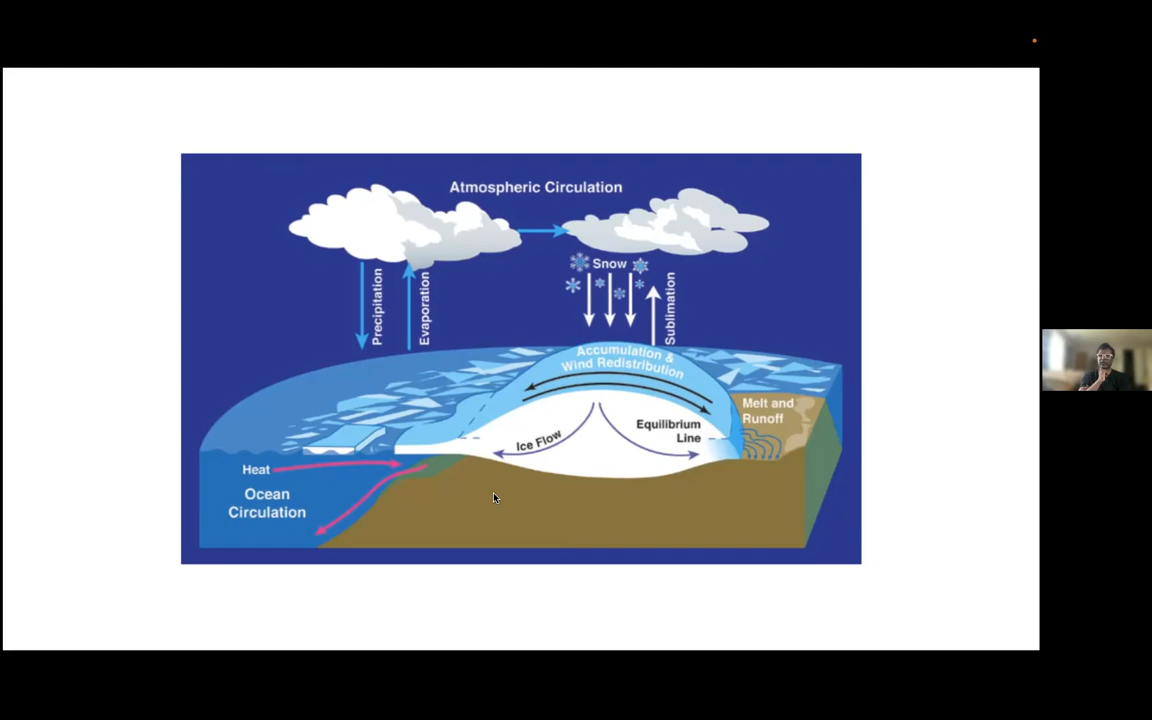 Atmospheric Circulation
Snow
Precipitation
Evaporation
Sublimation
Accumulation &
Wind Redistribution
Melt and
Runoff
Equilibrium
Line
Ice Flow
Heat
Ocean
Circulation